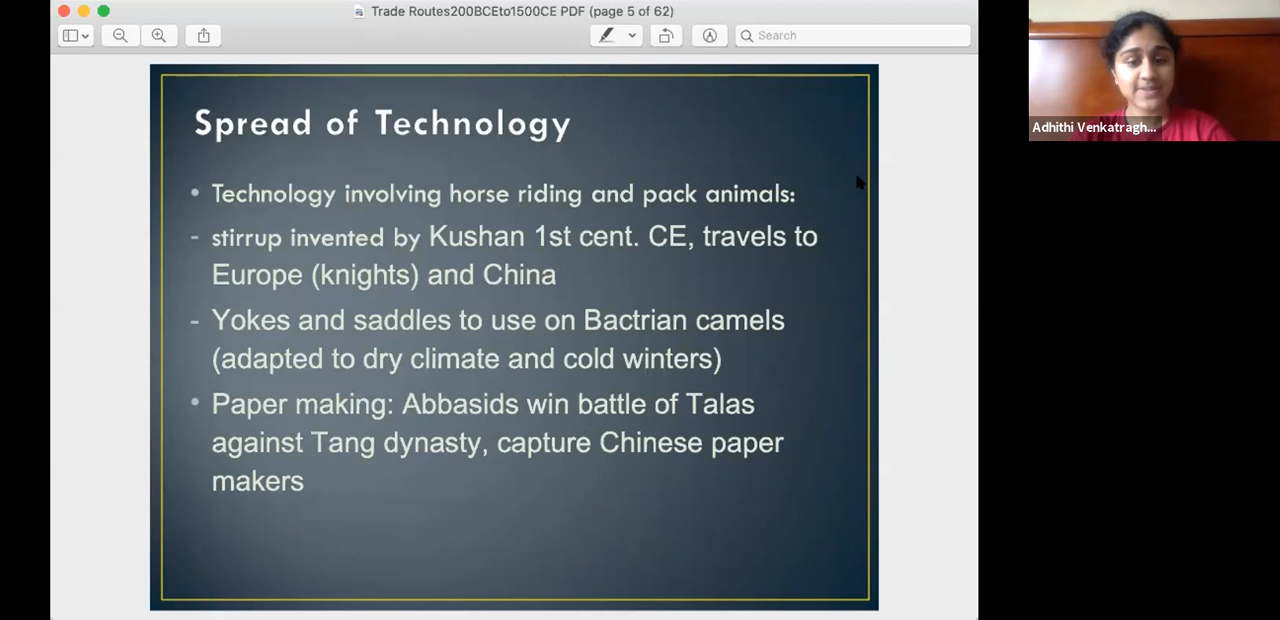 Trade Routes200BCEto1500CE PDF (page 5 of 62)
Search
Spread of Technology
• Technology involving horse riding and pack animals:
- stirrup invented by Kushan 1st cent. CE, travels to
Europe (knights) and China
- Yokes and saddles to use on Bactrian camels
(adapted to dry climate and cold winters)
• Paper making: Abbasids win battle of Talas
against Tang dynasty, capture Chinese paper
makers
Adhithi Venkatragh...